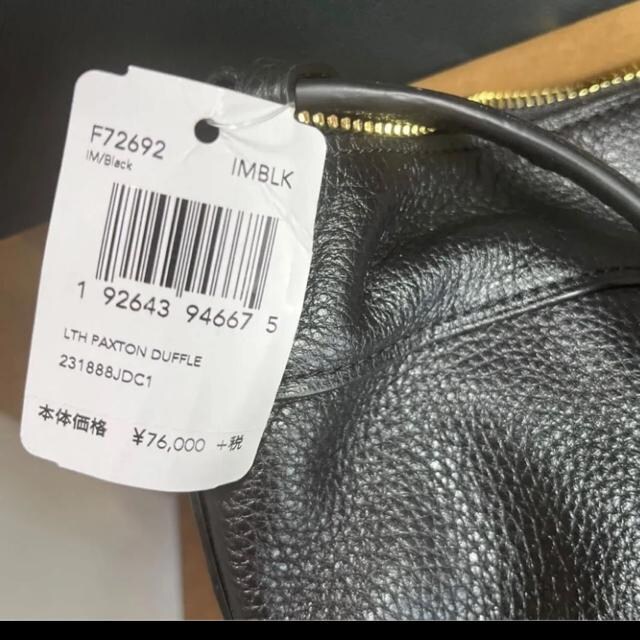 F72692
IM/Black
IMBLK
1 92643 94667 5
LTH PAXTON DUFFLE
231888JDC1
本体価格 ¥76,000 +税